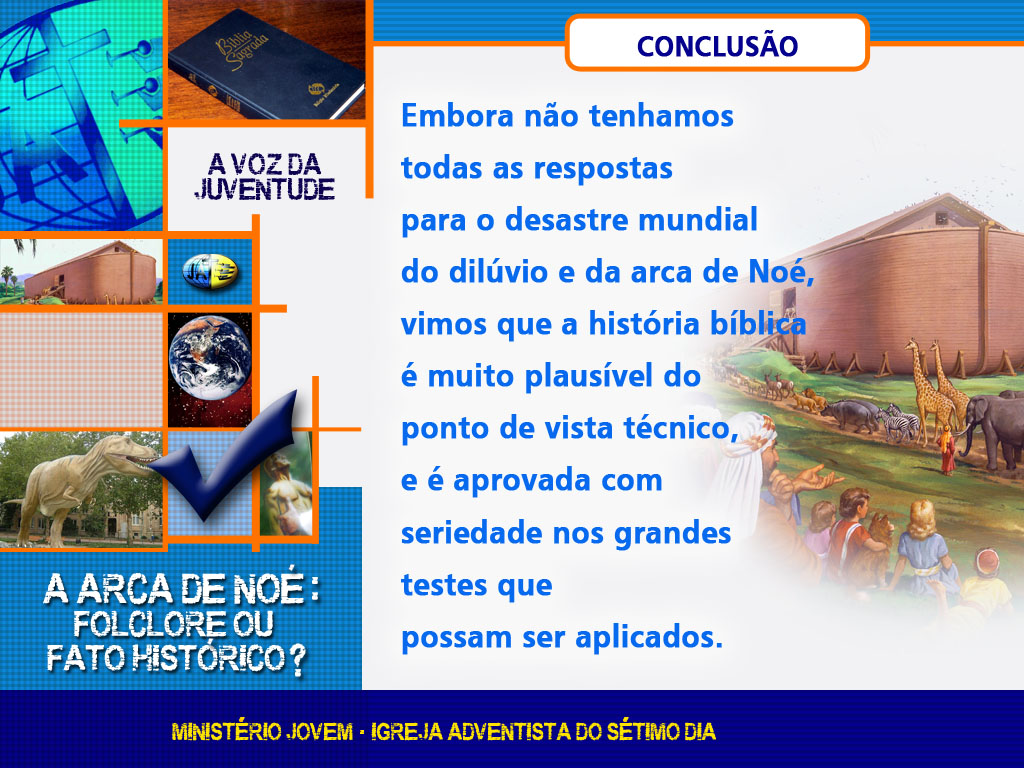 CONCLUSÃO
Bíblia
Sagrada
A VOZ DA
JUVENTUDE
Embora não tenhamos
todas as respostas
para o desastre mundial
do dilúvio e da arca de Noé,
vimos que a história bíblica
é muito plausível do
ponto de vista técnico,
e é aprovada com
seriedade nos grandes
testes que
possam ser aplicados.
A ARCA DE NOÉ:
FOLCLORE OU
FATO HISTÓRICO?
MINISTÉRIO JOVEM - IGREJA ADVENTISTA DO SÉTIMO DIA